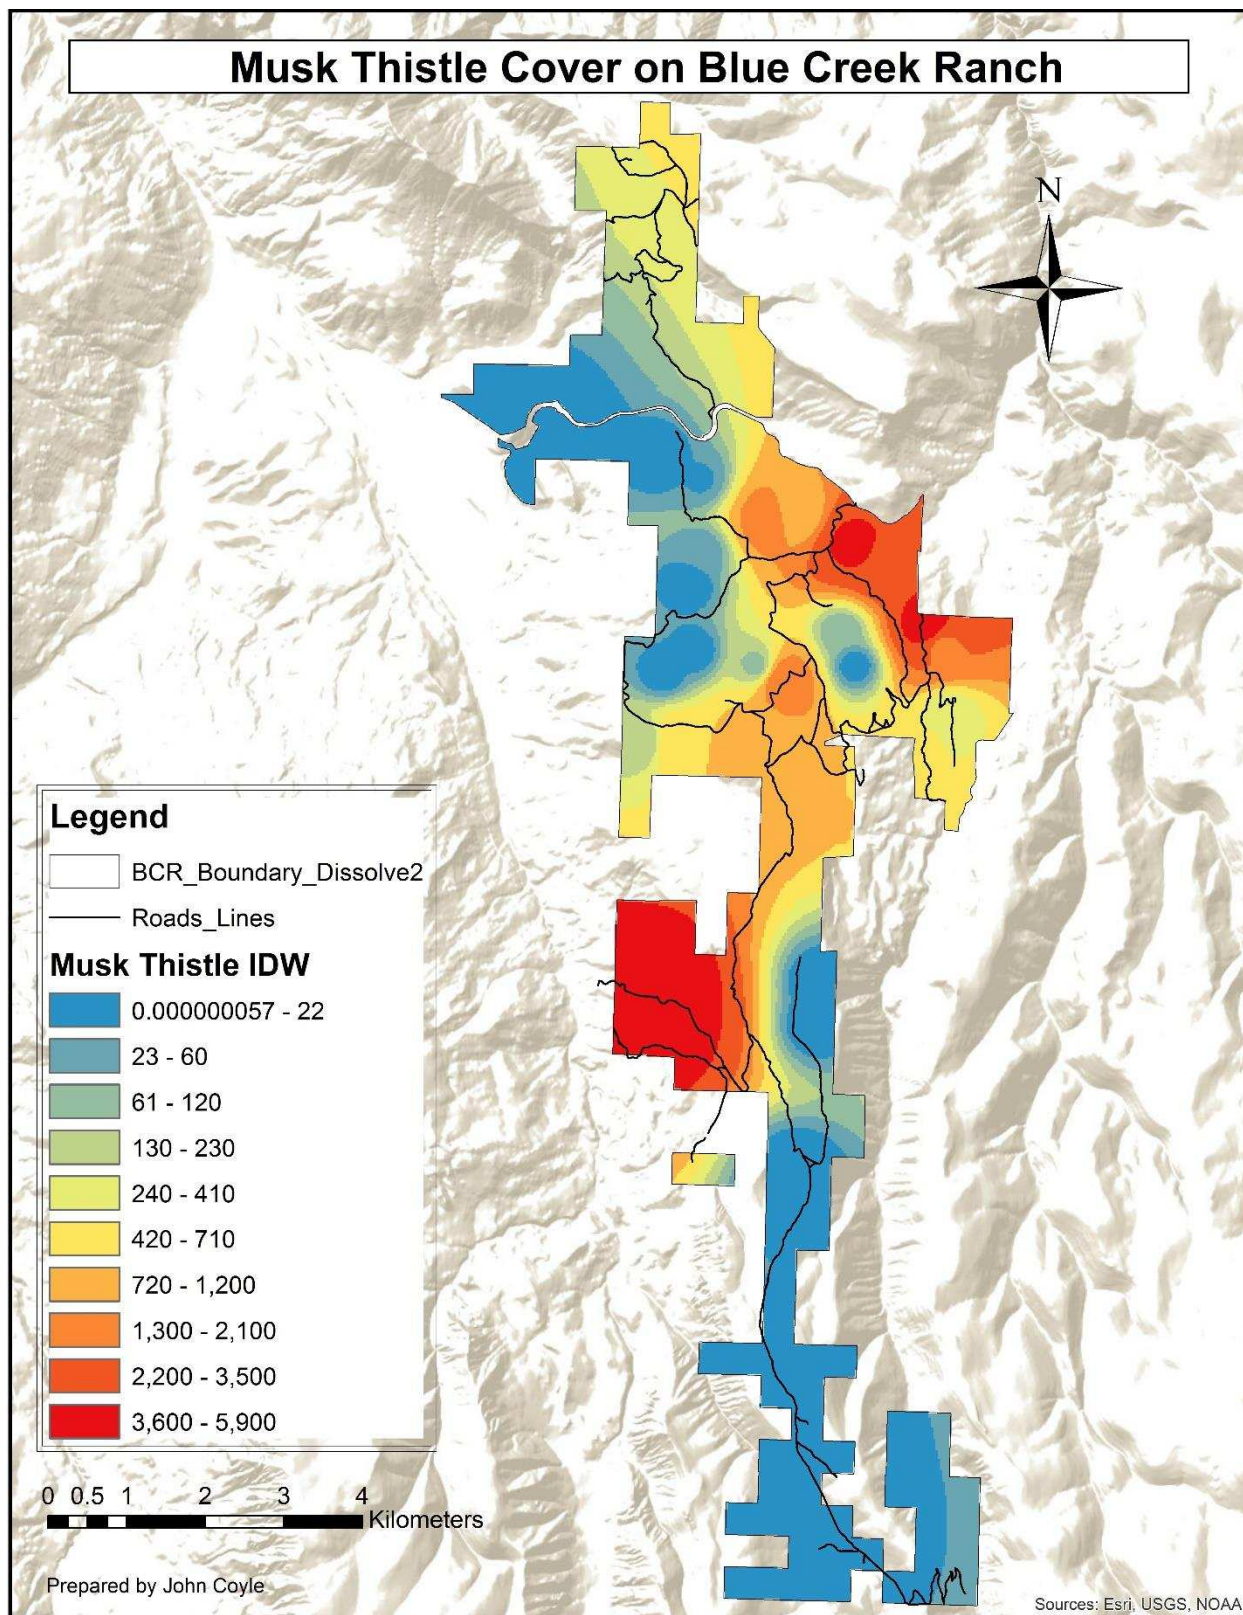 Musk Thistle Cover on Blue Creek Ranch
N
Legend
BCR_Boundary_Dissolve2
Roads_Lines
Musk Thistle IDW
0.000000057 - 22
23 - 60
61 - 120
130 - 230
240 - 410
420 - 710
720 - 1,200
1,300 - 2,100
2,200 - 3,500
3,600 - 5,900
0 0.5 1 2 3 4
Kilometers
Prepared by John Coyle
Sources: Esri, USGS, NOAA